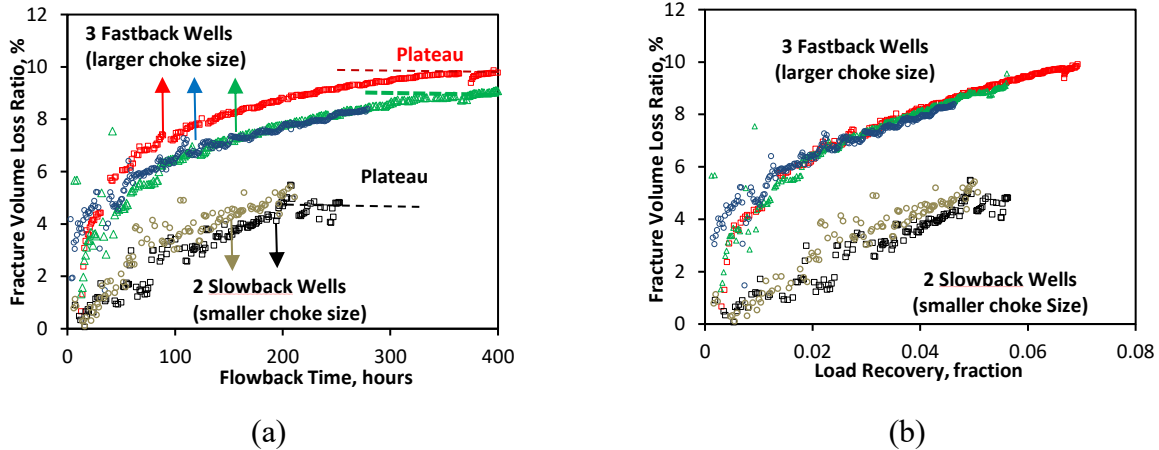 12
10
8
6
4
2
0
Fracture Volume Loss Ratio, %
3 Fastback Wells
(larger choke size)
Plateau
Plateau
2 Slowback Wells
(smaller choke size)
0 100 200 300 400
Flowback Time, hours
(a)
12
10
8
6
4
2
0
Fracture Volume Loss Ratio, %
3 Fastback Wells
(larger choke size)
2 Slowback Wells
(smaller choke Size)
0 0.02 0.04 0.06 0.08
Load Recovery, fraction
(b)